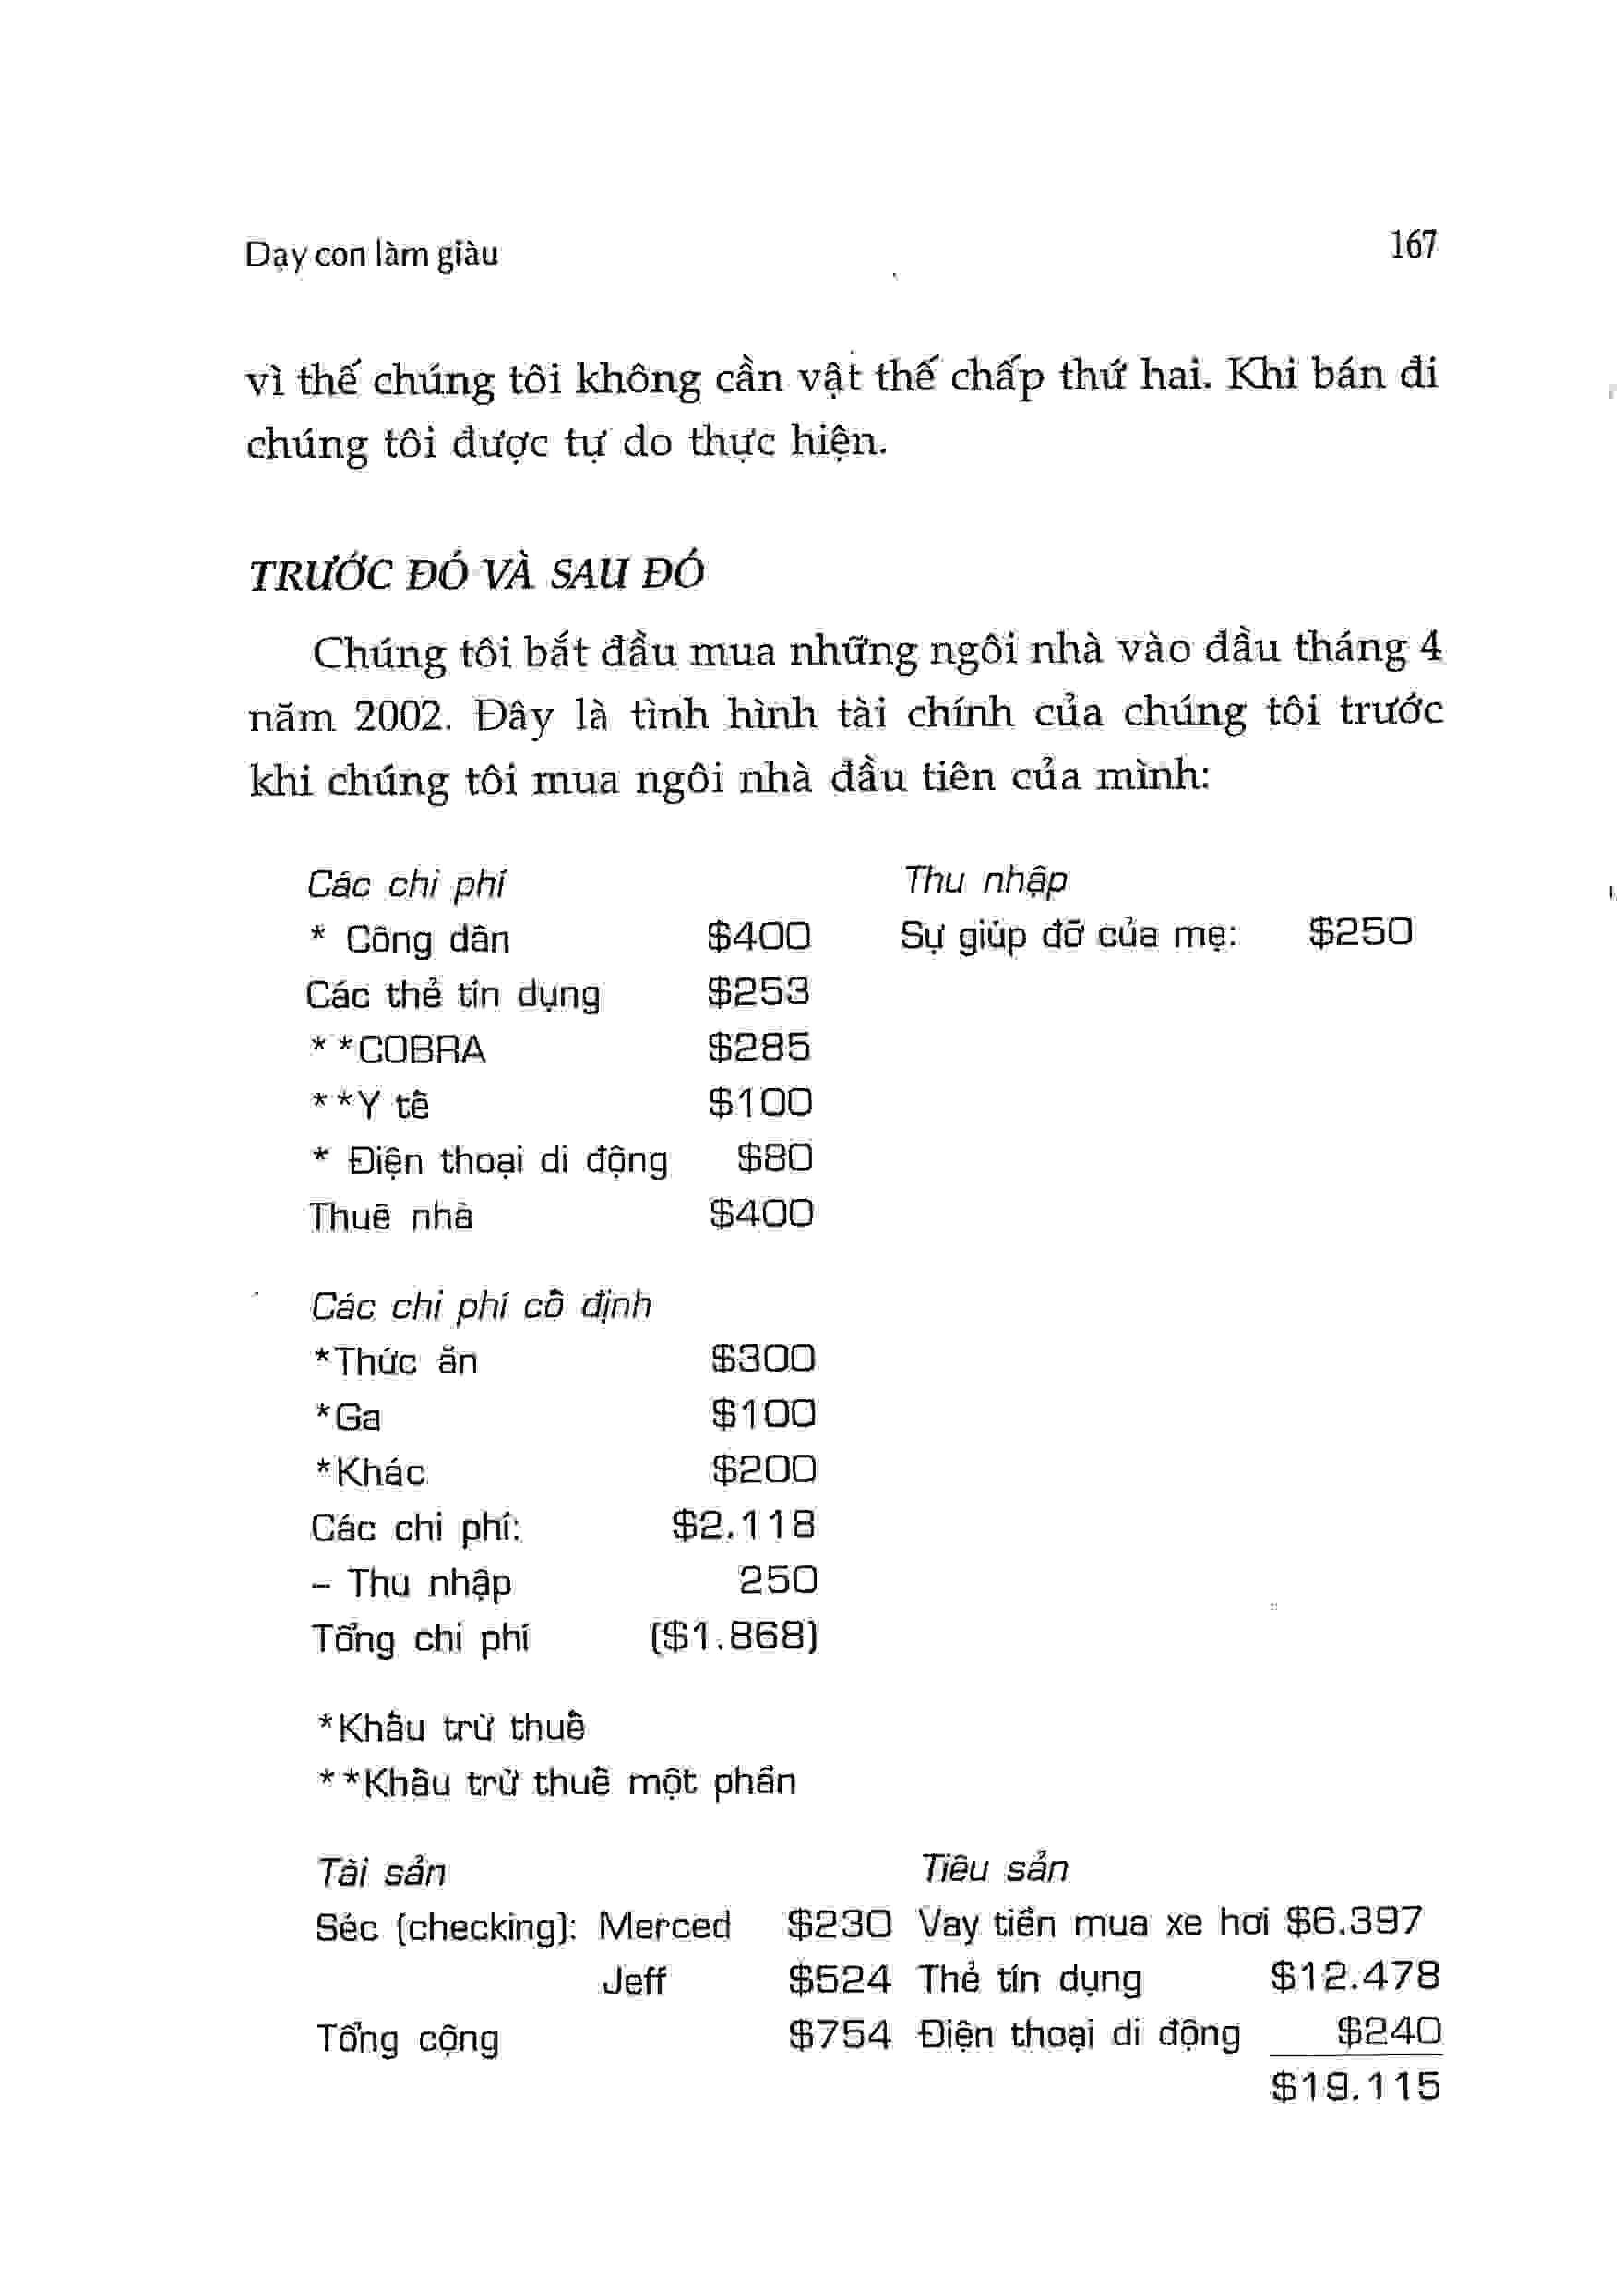 Dạy con làm giàu 167
vì thế chúng tôi không cần vật thế chấp thứ hai. Khi bán đi
chúng tôi được tự do thực hiện.
TRƯỚC ĐÓ VÀ SAU ĐÓ
Chúng tôi bắt đầu mua những ngôi nhà vào đầu tháng 4
năm 2002. Đây là tình hình tài chính của chúng tôi trước
khi chúng tôi mua ngôi nhà đầu tiên của mình:
Các chi phí Thu nhập
* Công dân $400 Sự giúp đỡ của mẹ: $250
Các thẻ tín dụng $253
**COBRA $285
**Y tế $100
* Điện thoại di động $80
Thuê nhà $400
Các chi phí cố định
*Thức ăn $300
*Ga $100
*Khác $200
Các chi phí: $2.118
– Thu nhập 250
Tổng chi phí ($1.868)
*Khấu trừ thuế
**Khấu trừ thuế một phần
Tài sản Tiêu sản
Séc (checking): Merced $230 Vay tiền mua xe hơi $6.397
Jeff $524 Thẻ tín dụng $12.478
Tổng cộng $754 Điện thoại di động $240
$19.115